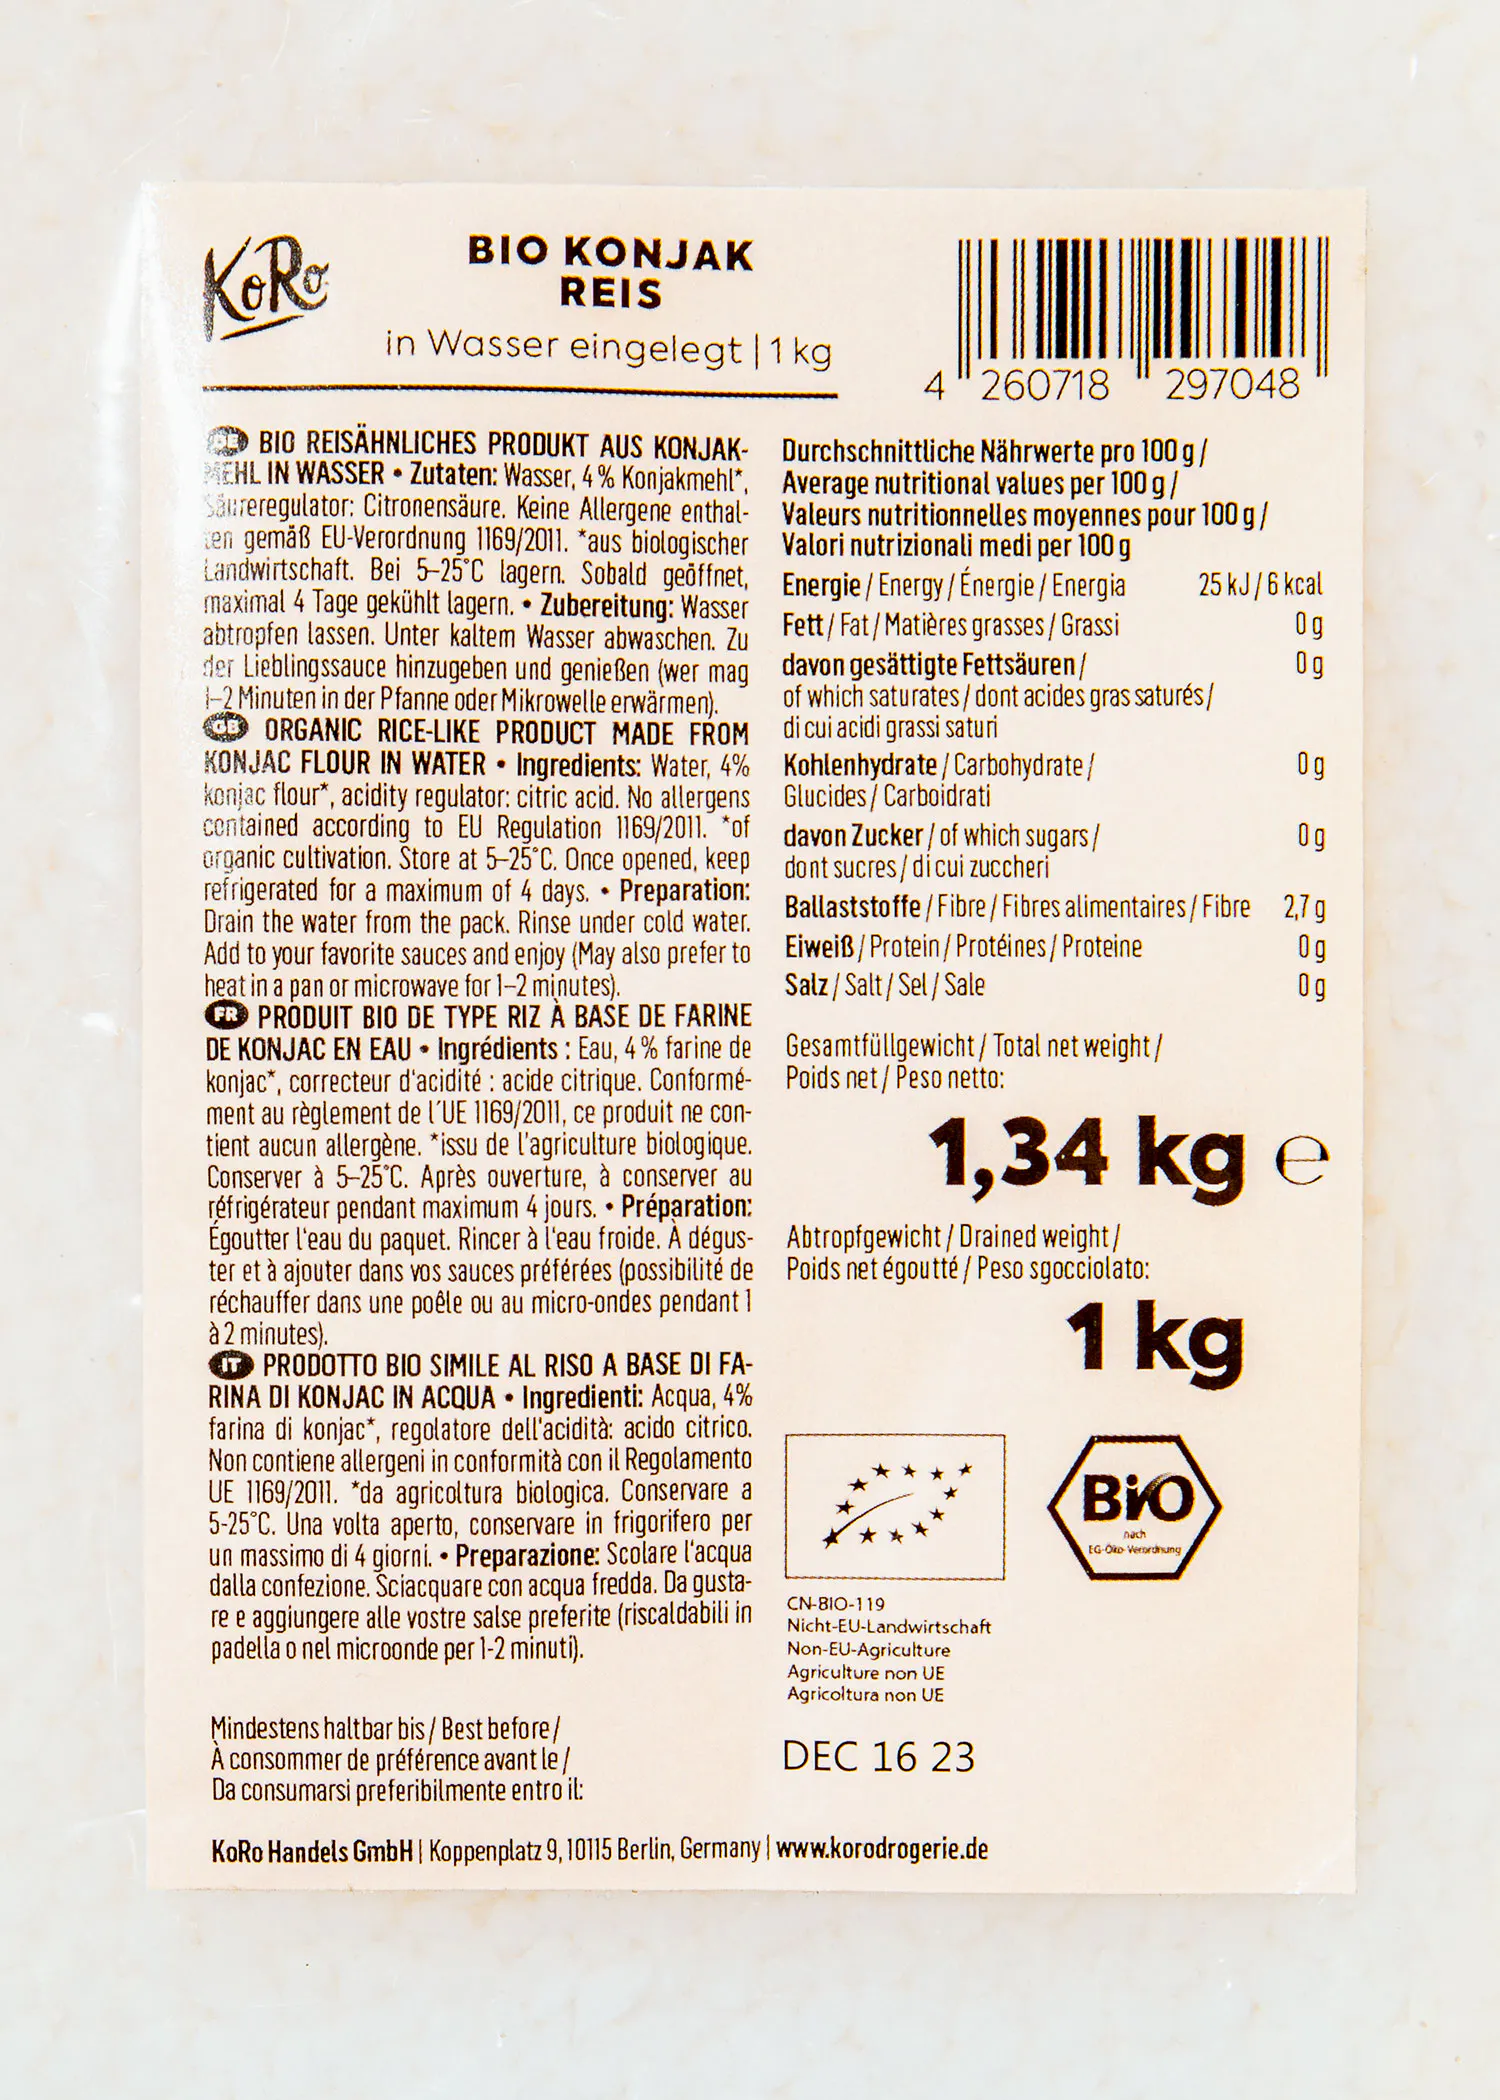 KoRo
BIO KONJAK
REIS
in Wasser eingelegt | 1 kg
4 260718 297048
DE BIO REISÄHNLICHES PRODUKT AUS KONJAK-
MEHL IN WASSER • Zutaten: Wasser, 4 % Konjakmehl*,
Säureregulator: Citronensäure. Keine Allergene enthal-
ten gemäß EU-Verordnung 1169/2011. *aus biologischer
Landwirtschaft. Bei 5–25°C lagern. Sobald geöffnet,
maximal 4 Tage gekühlt lagern. • Zubereitung: Wasser
abtropfen lassen. Unter kaltem Wasser abwaschen. Zu
der Lieblingssauce hinzugeben und genießen (wer mag
1–2 Minuten in der Pfanne oder Mikrowelle erwärmen).
GB ORGANIC RICE-LIKE PRODUCT MADE FROM
KONJAC FLOUR IN WATER • Ingredients: Water, 4%
konjac flour*, acidity regulator: citric acid. No allergens
contained according to EU Regulation 1169/2011. *of
organic cultivation. Store at 5–25°C. Once opened, keep
refrigerated for a maximum of 4 days. • Preparation:
Drain the water from the pack. Rinse under cold water.
Add to your favorite sauces and enjoy (May also prefer to
heat in a pan or microwave for 1–2 minutes).
FR PRODUIT BIO DE TYPE RIZ À BASE DE FARINE
DE KONJAC EN EAU • Ingrédients : Eau, 4 % farine de
konjac*, correcteur d'acidité : acide citrique. Conformé-
ment au règlement de l´UE 1169/2011, ce produit ne con-
tient aucun allergène. *issu de l'agriculture biologique.
Conserver à 5–25°C. Après ouverture, à conserver au
réfrigérateur pendant maximum 4 jours. • Préparation:
Égoutter l'eau du paquet. Rincer à l'eau froide. À dégus-
ter et à ajouter dans vos sauces préférées (possibilité de
réchauffer dans une poêle ou au micro-ondes pendant 1
à 2 minutes).
IT PRODOTTO BIO SIMILE AL RISO A BASE DI FA-
RINA DI KONJAC IN ACQUA • Ingredienti: Acqua, 4%
farina di konjac*, regolatore dell'acidità: acido citrico.
Non contiene allergeni in conformità con il Regolamento
UE 1169/2011. *da agricoltura biologica. Conservare a
5-25°C. Una volta aperto, conservare in frigorifero per
un massimo di 4 giorni. • Preparazione: Scolare l'acqua
dalla confezione. Sciacquare con acqua fredda. Da gusta-
re e aggiungere alle vostre salse preferite (riscaldabili in
padella o nel microonde per 1-2 minuti).
Mindestens haltbar bis / Best before /
À consommer de préférence avant le /
Da consumarsi preferibilmente entro il:
Durchschnittliche Nährwerte pro 100 g /
Average nutritional values per 100 g /
Valeurs nutritionnelles moyennes pour 100 g /
Valori nutrizionali medi per 100 g
Energie / Energy / Énergie / Energia 25 kJ / 6 kcal
Fett / Fat / Matières grasses / Grassi 0 g
davon gesättigte Fettsäuren / 0 g
of which saturates / dont acides gras saturés /
di cui acidi grassi saturi
Kohlenhydrate / Carbohydrate / 0 g
Glucides / Carboidrati
davon Zucker / of which sugars / 0 g
dont sucres / di cui zuccheri
Ballaststoffe / Fibre / Fibres alimentaires / Fibre 2,7 g
Eiweiß / Protein / Protéines / Proteine 0 g
Salz / Salt / Sel / Sale 0 g
Gesamtfüllgewicht / Total net weight /
Poids net / Peso netto:
1,34 kg ℮
Abtropfgewicht / Drained weight /
Poids net égoutté / Peso sgocciolato:
1 kg
Bio
nach
EG-Öko-Verordnung
CN-BIO-119
Nicht-EU-Landwirtschaft
Non-EU-Agriculture
Agriculture non UE
Agricoltura non UE
DEC 16 23
KoRo Handels GmbH | Koppenplatz 9, 10115 Berlin, Germany | www.korodrogerie.de